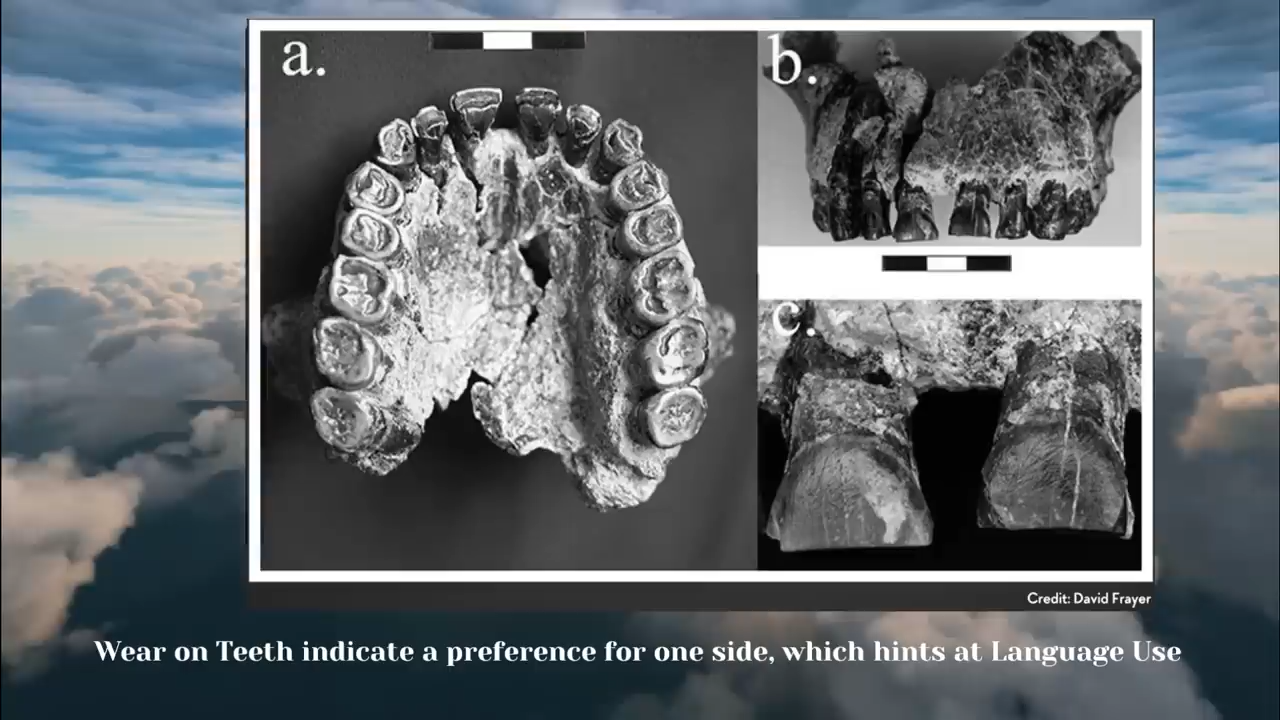 a.
b.
c.
Credit: David Frayer
Wear on Teeth indicate a preference for one side, which hints at Language Use